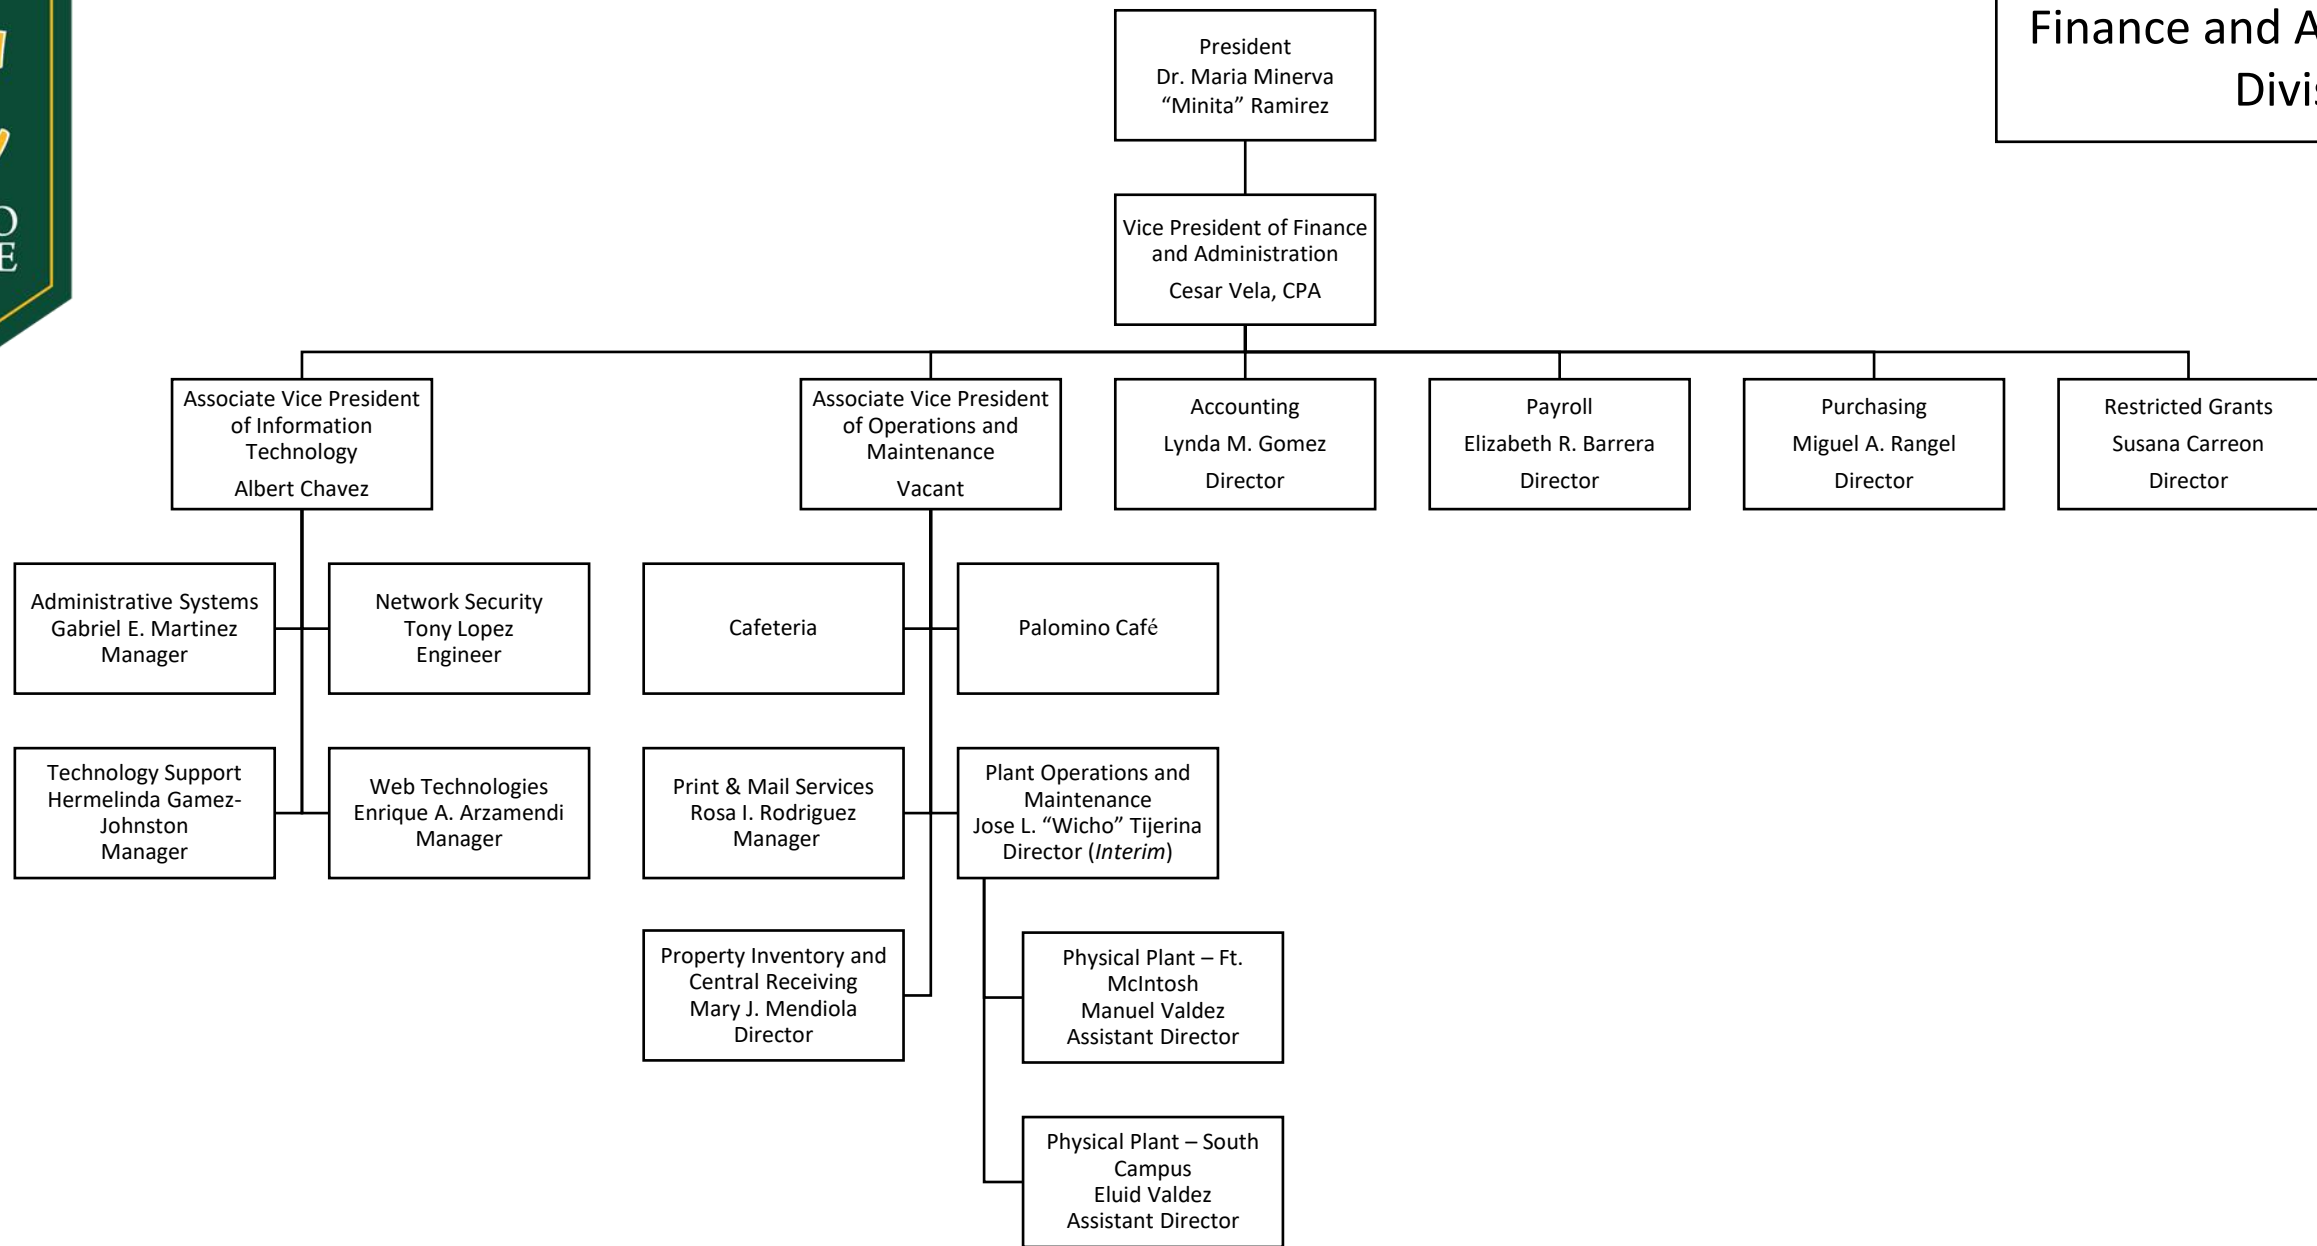 Finance and
President
Dr. Maria Minerva
“Minita” Ramirez
Vice President of Finance
and Administration
Cesar Vela, CPA
Associate Vice President
of Information
Technology
Albert Chavez
Associate Vice President
of Operations and
Maintenance
Vacant
Accounting
Lynda M. Gomez
Director
Payroll
Elizabeth R. Barrera
Director
Purchasing
Miguel A. Rangel
Director
Restricted Grants
Susana Carreon
Director
Administrative Systems
Gabriel E. Martinez
Manager
Network Security
Tony Lopez
Engineer
Cafeteria
Palomino Café
Technology Support
Hermelinda Gamez-
Johnston
Manager
Web Technologies
Enrique A. Arzamendi
Manager
Print & Mail Services
Rosa I. Rodriguez
Manager
Plant Operations and
Maintenance
Jose L. “Wicho” Tijerina
Director (Interim)
Property Inventory and
Central Receiving
Mary J. Mendiola
Director
Physical Plant – Ft.
McIntosh
Manuel Valdez
Assistant Director
Physical Plant – South
Campus
Eluid Valdez
Assistant Director